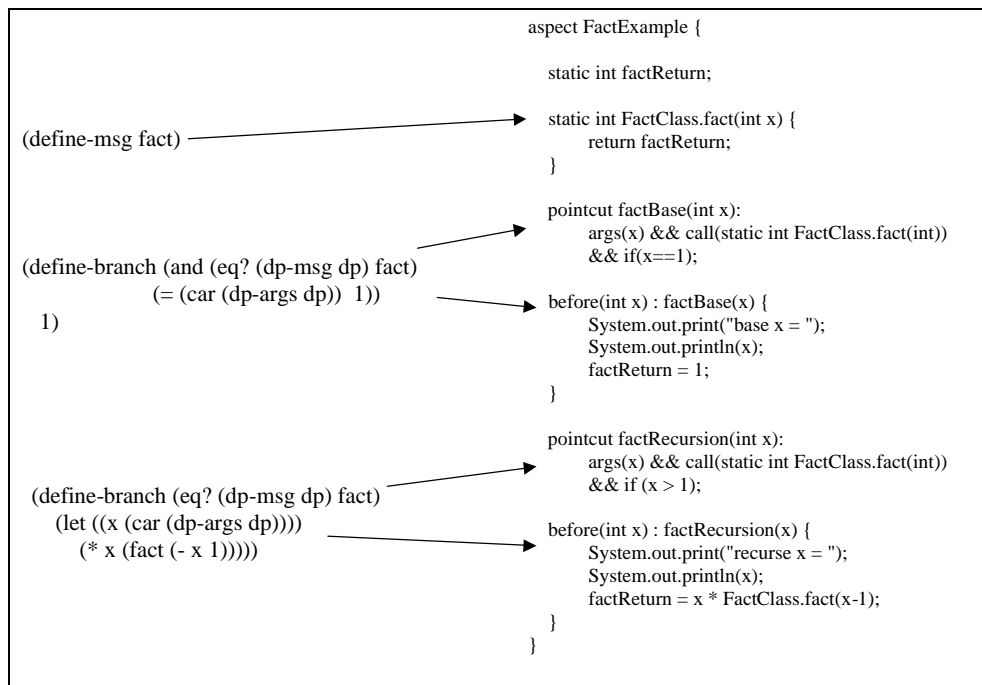 aspect FactExample {
static int factReturn;
(define-msg fact)
static int FactClass.fact(int x) {
return factReturn;
}
pointcut factBase(int x):
args(x) && call(static int FactClass.fact(int))
&& if(x==1);
(define-branch (and (eq? (dp-msg dp) fact)
(= (car (dp-args dp))  1))
1)
before(int x) : factBase(x) {
System.out.print("base x = ");
System.out.println(x);
factReturn = 1;
}
pointcut factRecursion(int x):
args(x) && call(static int FactClass.fact(int))
&& if (x > 1);
(define-branch (eq? (dp-msg dp) fact)
(let ((x (car (dp-args dp))))
(* x (fact (- x 1)))))
before(int x) : factRecursion(x) {
System.out.print("recurse x = ");
System.out.println(x);
factReturn = x * FactClass.fact(x-1);
}
}